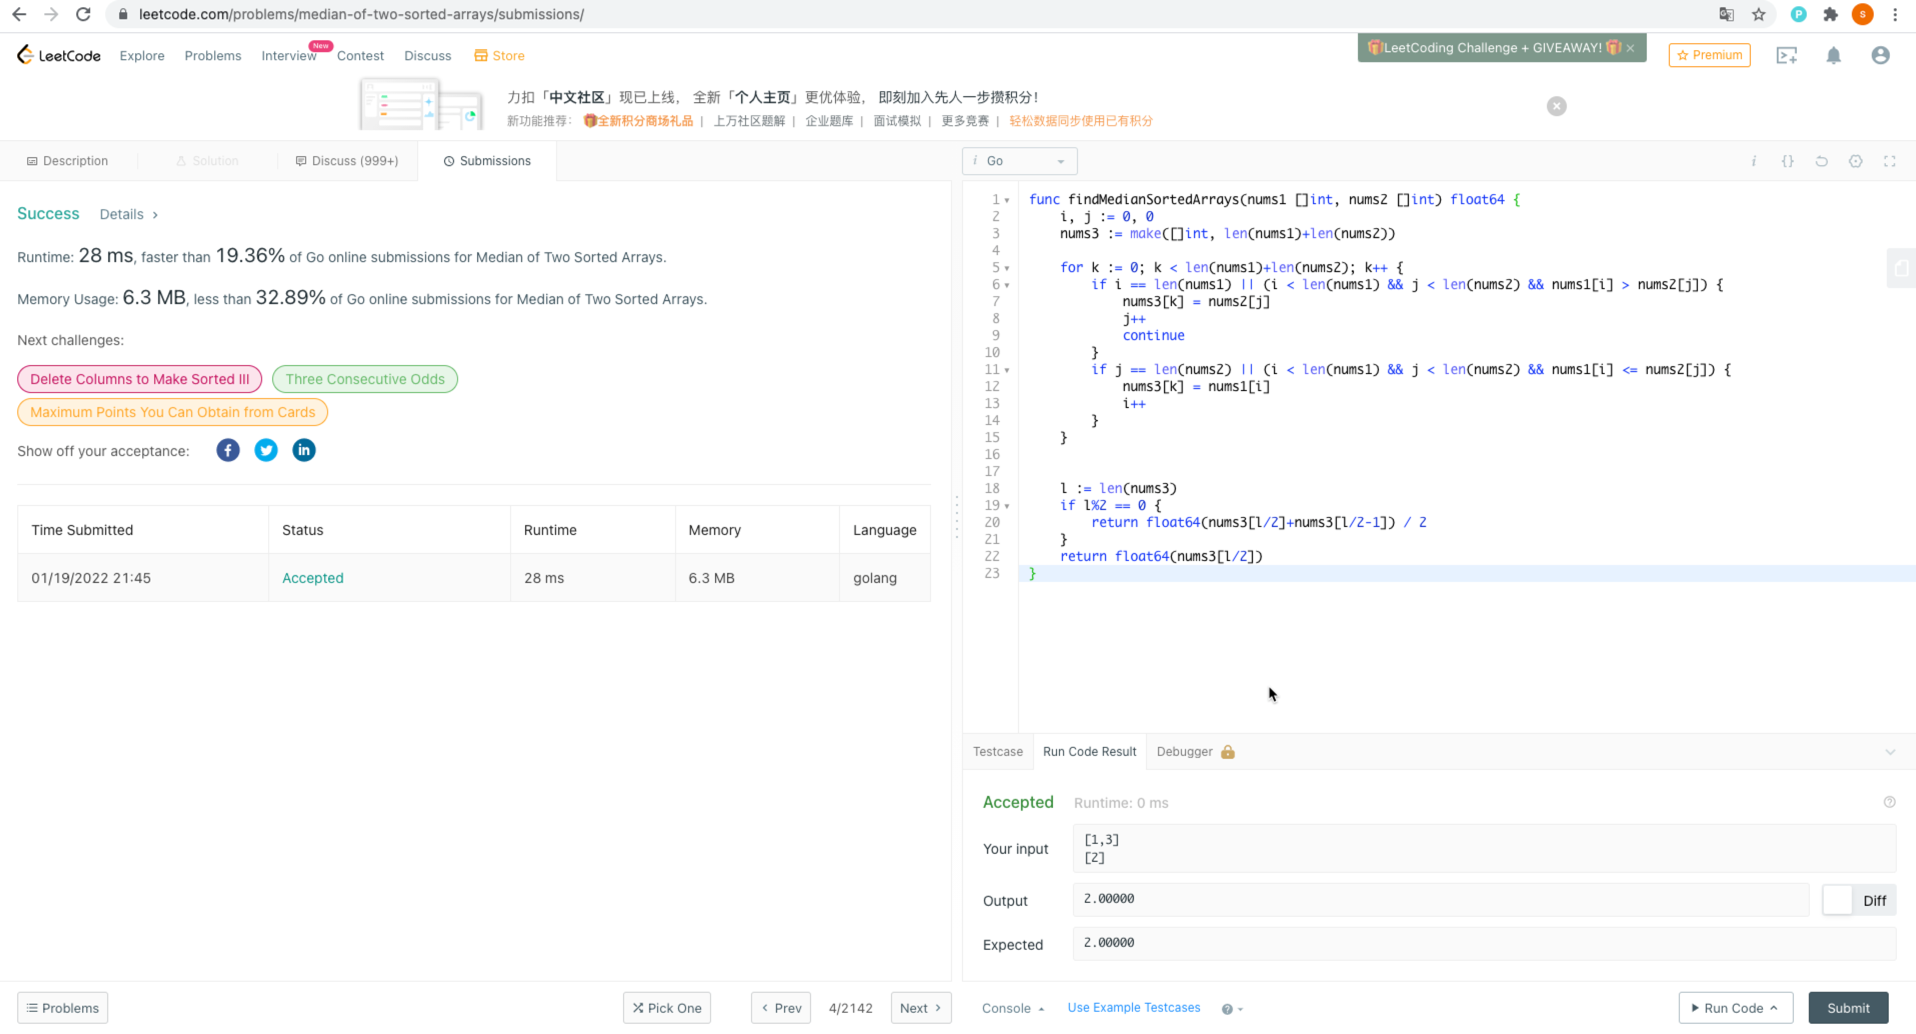 leetcode.com/problems/median-of-two-sorted-arrays/submissions/
P
S
LeetCode
Explore
Problems
Interview
New
Contest
Discuss
Store
🎁LeetCoding Challenge + GIVEAWAY! 🎁 ×
Premium
力扣「中文社区」现已上线， 全新「个人主页」更优体验， 即刻加入先人一步攒积分！
新功能推荐： 🎁全新积分商场礼品 | 上万社区题解 | 企业题库 | 面试模拟 | 更多竞赛 | 轻松数据同步使用已有积分
Description
Solution
Discuss (999+)
Submissions
Success Details >
Runtime: 28 ms, faster than 19.36% of Go online submissions for Median of Two Sorted Arrays.
Memory Usage: 6.3 MB, less than 32.89% of Go online submissions for Median of Two Sorted Arrays.
Next challenges:
Delete Columns to Make Sorted III
Three Consecutive Odds
Maximum Points You Can Obtain from Cards
Show off your acceptance:
Time Submitted Status Runtime Memory Language
01/19/2022 21:45 Accepted 28 ms 6.3 MB golang
Problems
Pick One
< Prev
4/2142
Next >
i Go
i {}
1 func findMedianSortedArrays(nums1 []int, nums2 []int) float64 {
2     i, j := 0, 0
3     nums3 := make([]int, len(nums1)+len(nums2))
4
5     for k := 0; k < len(nums1)+len(nums2); k++ {
6         if i == len(nums1) || (i < len(nums1) && j < len(nums2) && nums1[i] > nums2[j]) {
7             nums3[k] = nums2[j]
8             j++
9             continue
10         }
11         if j == len(nums2) || (i < len(nums1) && j < len(nums2) && nums1[i] <= nums2[j]) {
12             nums3[k] = nums1[i]
13             i++
14         }
15     }
16
17
18     l := len(nums3)
19     if l%2 == 0 {
20         return float64(nums3[l/2]+nums3[l/2-1]) / 2
21     }
22     return float64(nums3[l/2])
23 }
Testcase
Run Code Result
Debugger
Accepted Runtime: 0 ms
Your input
[1,3]
[2]
Output
2.00000
Diff
Expected
2.00000
Console
Use Example Testcases
Run Code
Submit